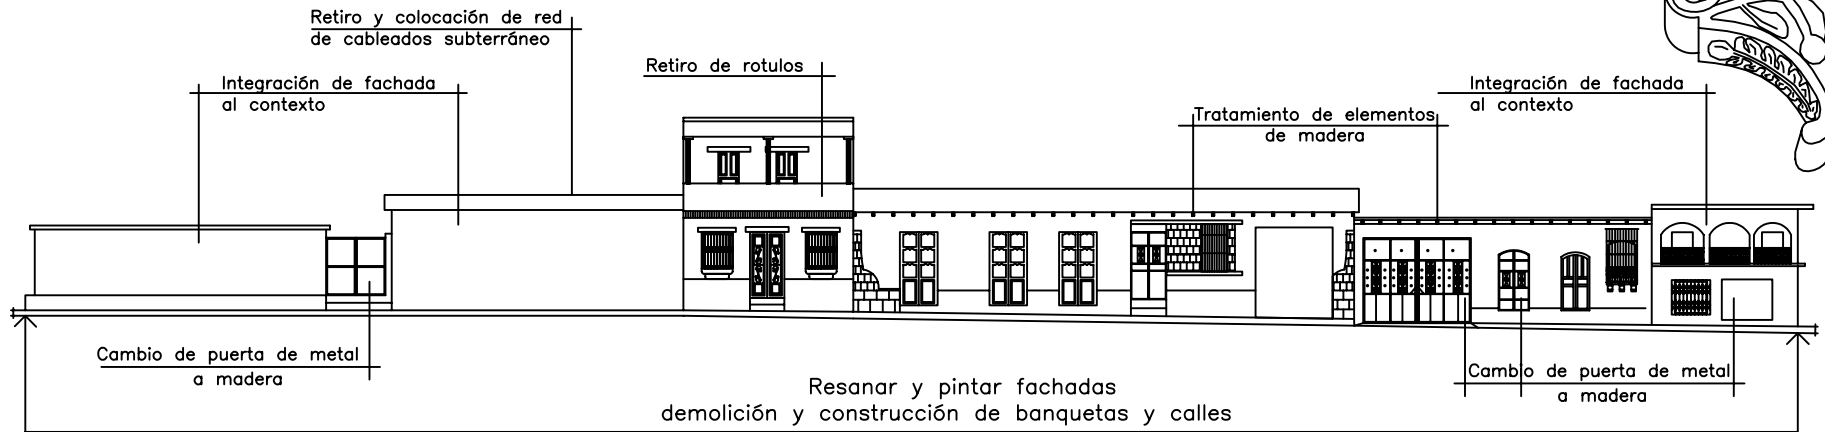 Retiro y colocación de red
de cableados subterráneo
Integración de fachada
al contexto
Retiro de rotulos
Tratamiento de elementos
de madera
Integración de fachada
al contexto
Cambio de puerta de metal
a madera
Resanar y pintar fachadas
demolición y construcción de banquetas y calles
Cambio de puerta de metal
a madera